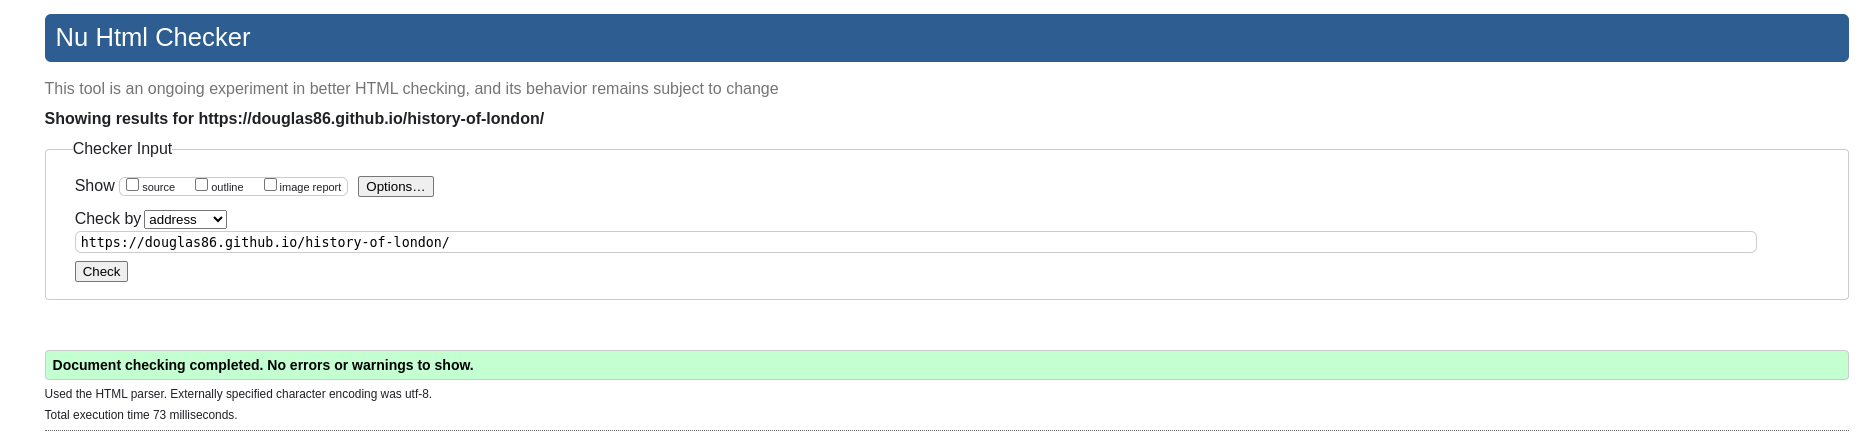 Nu Html Checker
This tool is an ongoing experiment in better HTML checking, and its behavior remains subject to change
Showing results for https://douglas86.github.io/history-of-london/
Checker Input
Show source outline image report Options…
Check by address
https://douglas86.github.io/history-of-london/
Check
Document checking completed. No errors or warnings to show.
Used the HTML parser. Externally specified character encoding was utf-8.
Total execution time 73 milliseconds.